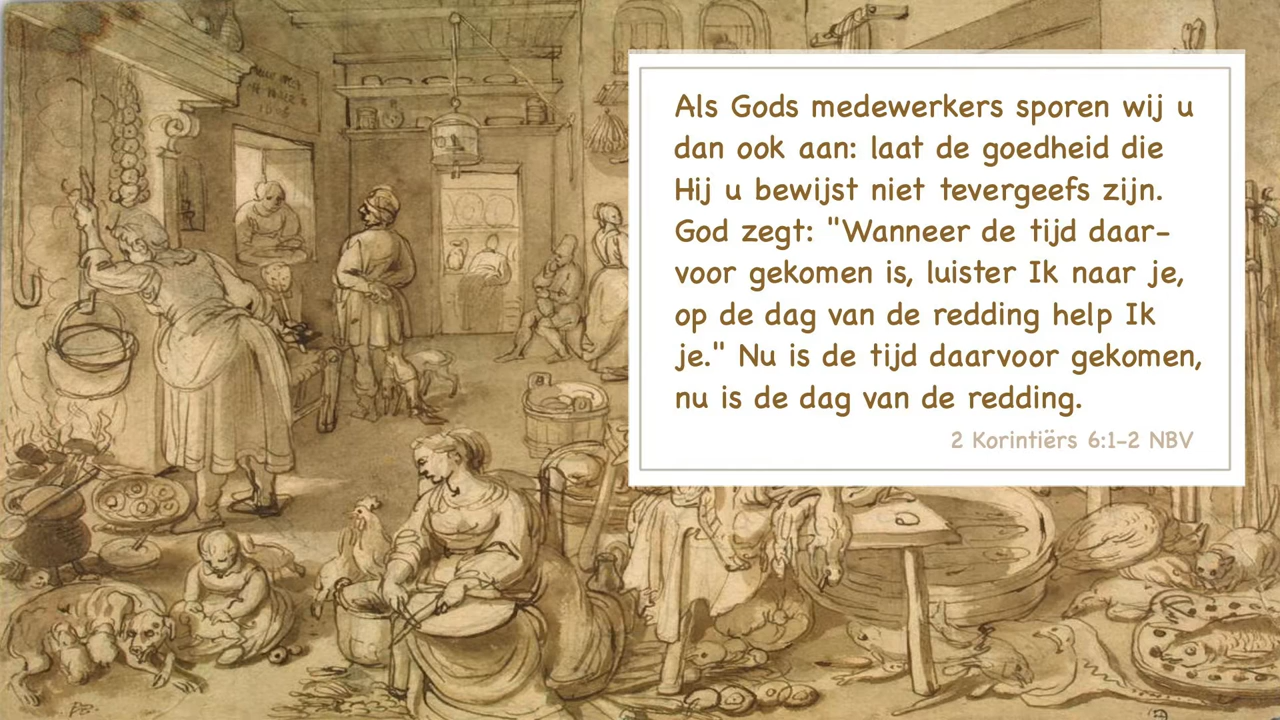 Als Gods medewerkers sporen wij u
dan ook aan: laat de goedheid die
Hij u bewijst niet tevergeefs zijn.
God zegt: "Wanneer de tijd daar-
voor gekomen is, luister Ik naar je,
op de dag van de redding help Ik
je." Nu is de tijd daarvoor gekomen,
nu is de dag van de redding.
2 Korintiërs 6:1-2 NBV